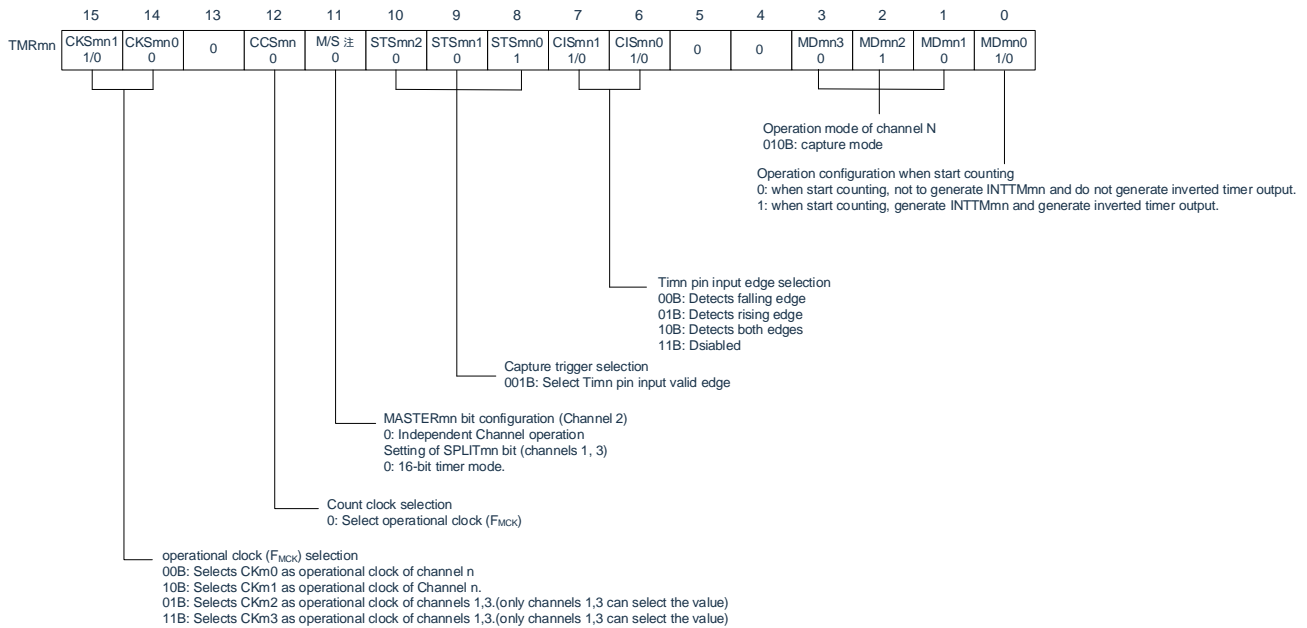 15 14 13 12 11 10 9 8 7 6 5 4 3 2 1 0
TMRmn CKSmn1 CKSmn0 0 CCSmn M/S 注 STSmn2 STSmn1 STSmn0 CISmn1 CISmn0 0 0 MDmn3 MDmn2 MDmn1 MDmn0
1/0 0 0 0 0 0 1 1/0 1/0 0 1 0 1/0
Operation mode of channel N
010B: capture mode
Operation configuration when start counting
0: when start counting, not to generate INTTMmn and do not generate inverted timer output.
1: when start counting, generate INTTMmn and generate inverted timer output.
Timn pin input edge selection
00B: Detects falling edge
01B: Detects rising edge
10B: Detects both edges
11B: Dsiabled
Capture trigger selection
001B: Select Timn pin input valid edge
MASTERmn bit configuration (Channel 2)
0: Independent Channel operation
Setting of SPLITmn bit (channels 1, 3)
0: 16-bit timer mode.
Count clock selection
0: Select operational clock (FMCK)
operational clock (FMCK) selection
00B: Selects CKm0 as operational clock of channel n
10B: Selects CKm1 as operational clock of Channel n.
01B: Selects CKm2 as operational clock of channels 1,3.(only channels 1,3 can select the value)
11B: Selects CKm3 as operational clock of channels 1,3.(only channels 1,3 can select the value)